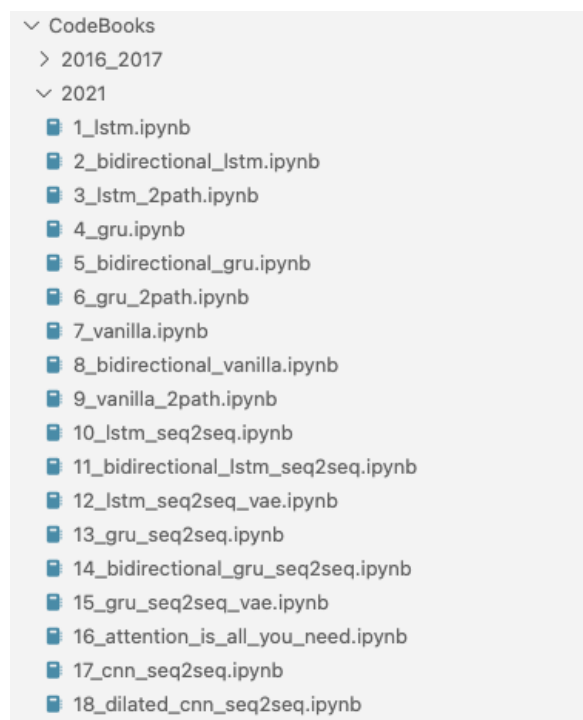 CodeBooks
2016_2017
2021
1_lstm.ipynb
2_bidirectional_lstm.ipynb
3_lstm_2path.ipynb
4_gru.ipynb
5_bidirectional_gru.ipynb
6_gru_2path.ipynb
7_vanilla.ipynb
8_bidirectional_vanilla.ipynb
9_vanilla_2path.ipynb
10_lstm_seq2seq.ipynb
11_bidirectional_lstm_seq2seq.ipynb
12_lstm_seq2seq_vae.ipynb
13_gru_seq2seq.ipynb
14_bidirectional_gru_seq2seq.ipynb
15_gru_seq2seq_vae.ipynb
16_attention_is_all_you_need.ipynb
17_cnn_seq2seq.ipynb
18_dilated_cnn_seq2seq.ipynb